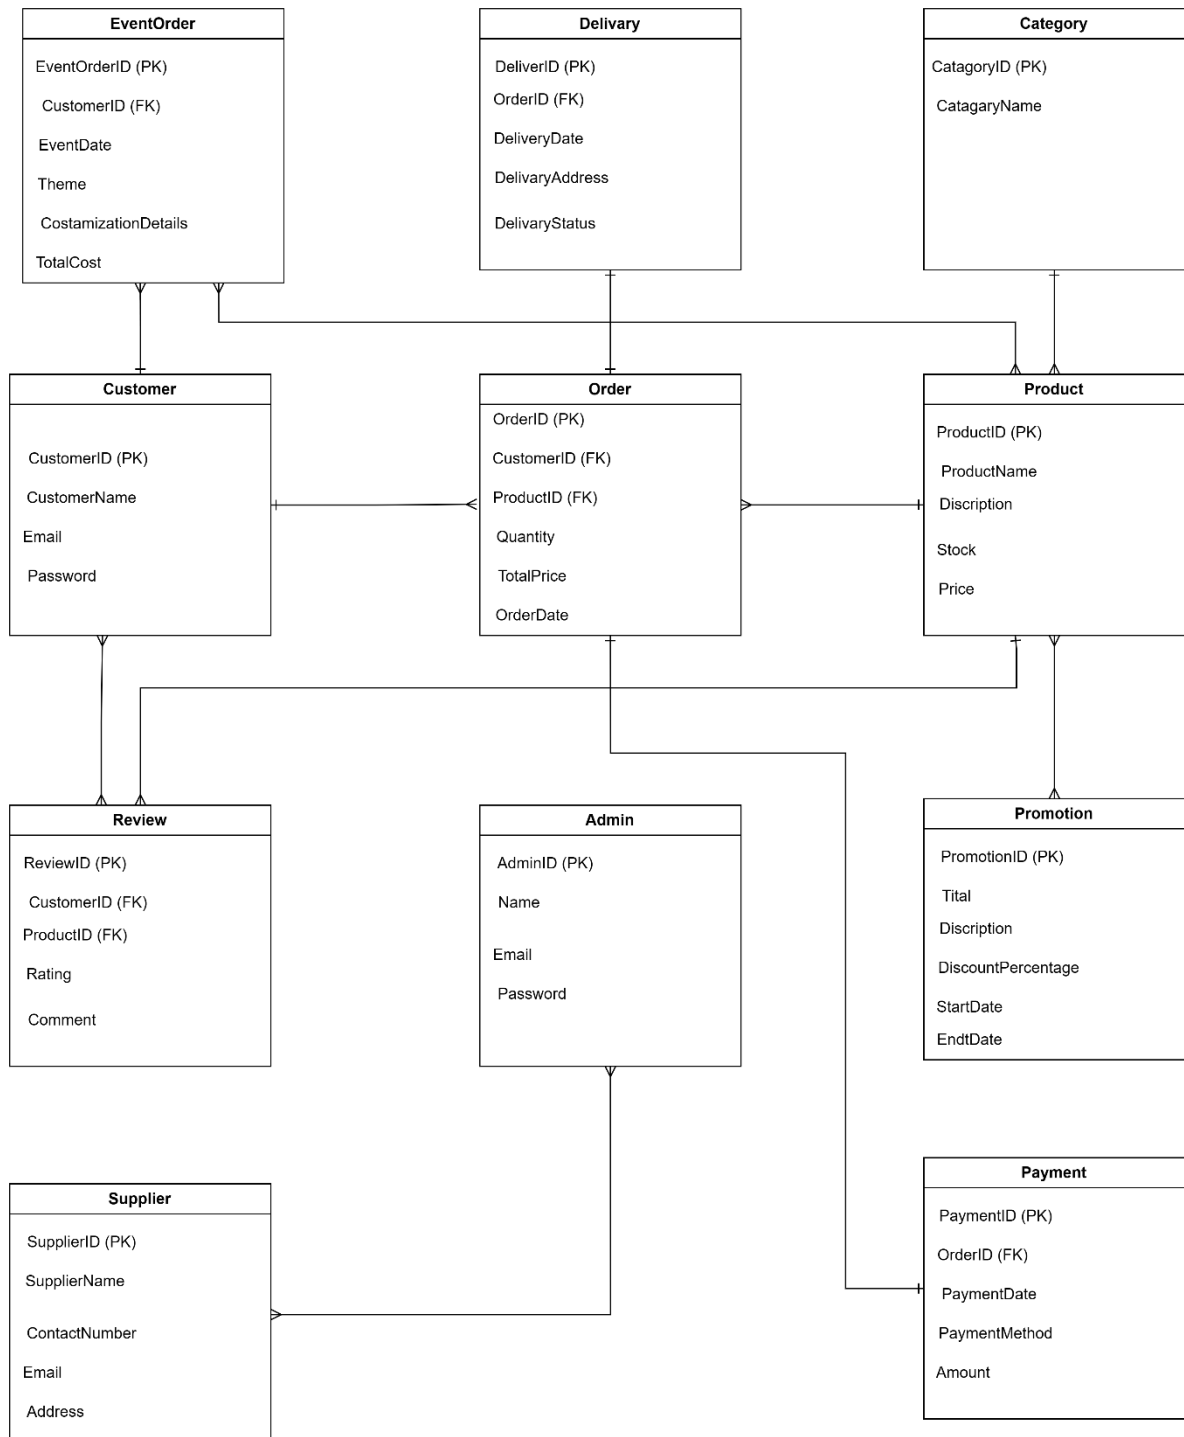 EventOrder
EventOrderID (PK)
CustomerID (FK)
EventDate
Theme
CostamizationDetails
TotalCost
Delivary
DeliverID (PK)
OrderID (FK)
DeliveryDate
DelivaryAddress
DelivaryStatus
Category
CatagoryID (PK)
CatagaryName
Customer
CustomerID (PK)
CustomerName
Email
Password
Order
OrderID (PK)
CustomerID (FK)
ProductID (FK)
Quantity
TotalPrice
OrderDate
Product
ProductID (PK)
ProductName
Discription
Stock
Price
Review
ReviewID (PK)
CustomerID (FK)
ProductID (FK)
Rating
Comment
Admin
AdminID (PK)
Name
Email
Password
Promotion
PromotionID (PK)
Tital
Discription
DiscountPercentage
StartDate
EndtDate
Supplier
SupplierID (PK)
SupplierName
ContactNumber
Email
Address
Payment
PaymentID (PK)
OrderID (FK)
PaymentDate
PaymentMethod
Amount